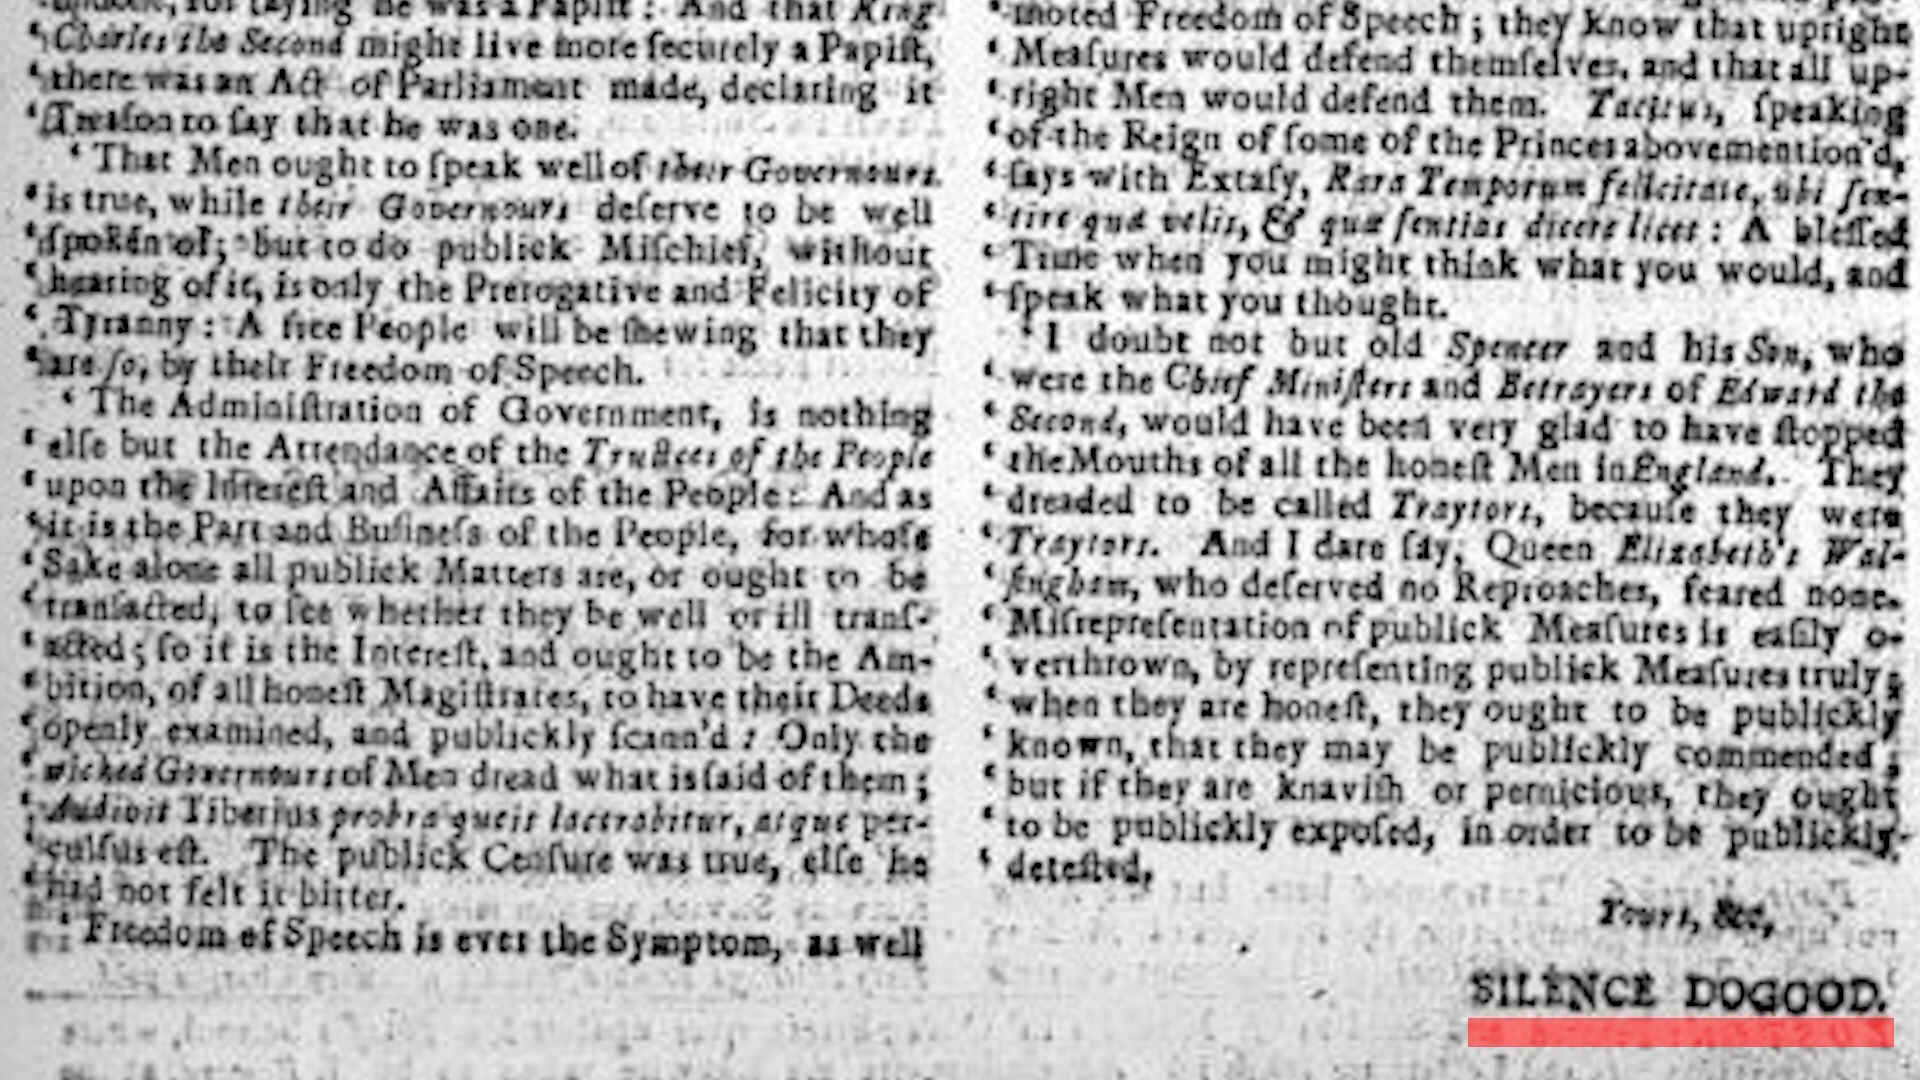 for saying he was a Papist: And that King
‘ Charles the Second might live more securely a Papist,
‘ there was an Act of Parliament made, declaring it
‘ Treason to say that he was one.
‘ That Men ought to ſpeak well of their Governours
‘ is true, while their Governours deſerve to be well
‘ ſpoken of; but to do publick Miſchief, without
‘ hearing of it, is only the Prerogative and Felicity of
‘ Tyranny: A free People will be ſhewing that they
‘ are ſo, by their Freedom of Speech.
‘ The Adminiſtration of Government, is nothing
‘ elſe but the Attendance of the Truſtees of the People
‘ upon the Intereſt and Affairs of the People: And as
‘ it is the Part and Buſineſs of the People, for whoſe
‘ Sake alone all publick Matters are, or ought to be
‘ tranſacted, to ſee whether they be well or ill tranſ-
‘ acted; ſo it is the Intereſt, and ought to be the Am-
‘ bition, of all honeſt Magiſtrates, to have their Deeds
‘ openly examined, and publickly ſcann'd: Only the
‘ wicked Governours of Men dread what is ſaid of them;
‘ Audivit Tiberius probra queis lacerabitur, atque per-
‘ culſus eſt. The publick Cenſure was true, elſe he
‘ had not felt it bitter.
‘ Freedom of Speech is ever the Symptom, as well
‘ moted Freedom of Speech; they know that upright
‘ Meaſures would defend themſelves, and that all up-
‘ right Men would defend them. Tacitus, ſpeaking
‘ of the Reign of ſome of the Princes abovemention'd,
‘ ſays with Extaſy, Rara Temporum felicitate, ubi ſen-
‘ tire quæ velis, & quæ ſentias dicere licet: A bleſſed
‘ Time when you might think what you would, and
‘ ſpeak what you thought.
‘ I doubt not but old Spencer and his Son, who
‘ were the Chief Miniſters and Betrayers of Edward the
‘ Second, would have been very glad to have ſtopped
‘ the Mouths of all the honeſt Men in England. They
‘ dreaded to be called Traytors, becauſe they were
‘ Traytors. And I dare ſay, Queen Elizabeth's Wal-
‘ ſingham, who deſerved no Reproaches, feared none.
‘ Miſrepreſentation of publick Meaſures is eaſily o-
‘ verthrown, by repreſenting publick Meaſures truly;
‘ when they are honeſt, they ought to be publickly
‘ known, that they may be publickly commended;
‘ but if they are knaviſh or pernicious, they ought
‘ to be publickly expoſed, in order to be publickly
‘ deteſted,
Yours, &c,
SILENCE DOGOOD.